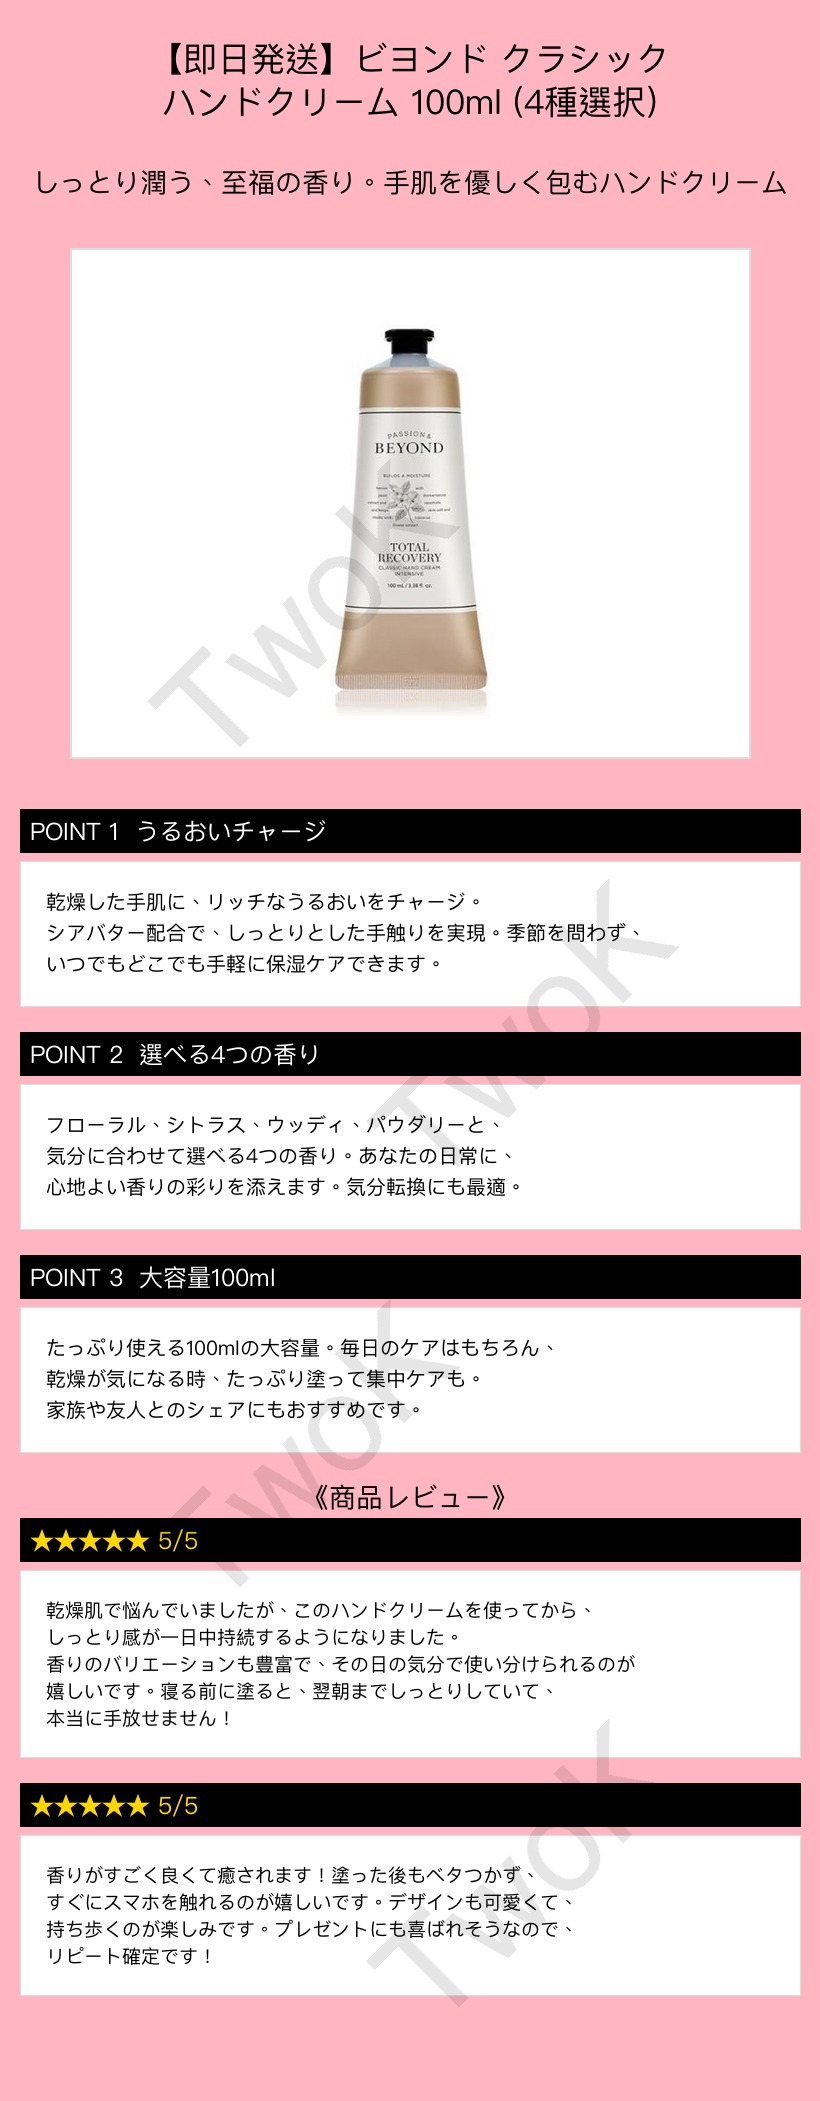 【即日発送】ビヨンド クラシック
ハンドクリーム 100ml (4種選択)
しっとり潤う、至福の香り。手肌を優しく包むハンドクリーム
PASSION &
BEYOND
BUILDS A MOISTURE
TOTAL
RECOVERY
CLASSIC HAND CREAM
INTENSIVE
100 mL / 3.38 fl. oz.
TwoK
POINT 1 うるおいチャージ
乾燥した手肌に、リッチなうるおいをチャージ。
シアバター配合で、しっとりとした手触りを実現。季節を問わず、
いつでもどこでも手軽に保湿ケアできます。
TwoK
POINT 2 選べる4つの香り
フローラル、シトラス、ウッディ、パウダリーと、
気分に合わせて選べる4つの香り。あなたの日常に、
心地よい香りの彩りを添えます。気分転換にも最適。
POINT 3 大容量100ml
たっぷり使える100mlの大容量。毎日のケアはもちろん、
乾燥が気になる時、たっぷり塗って集中ケアも。
家族や友人とのシェアにもおすすめです。
TwoK
《商品レビュー》
★★★★★ 5/5
乾燥肌で悩んでいましたが、このハンドクリームを使ってから、
しっとり感が一日中持続するようになりました。
香りのバリエーションも豊富で、その日の気分で使い分けられるのが
嬉しいです。寝る前に塗ると、翌朝までしっとりしていて、
本当に手放せません！
★★★★★ 5/5
香りがすごく良くて癒されます！塗った後もベタつかず、
すぐにスマホを触れるのが嬉しいです。デザインも可愛くて、
持ち歩くのが楽しみです。プレゼントにも喜ばれそうなので、
リピート確定です！
TwoK